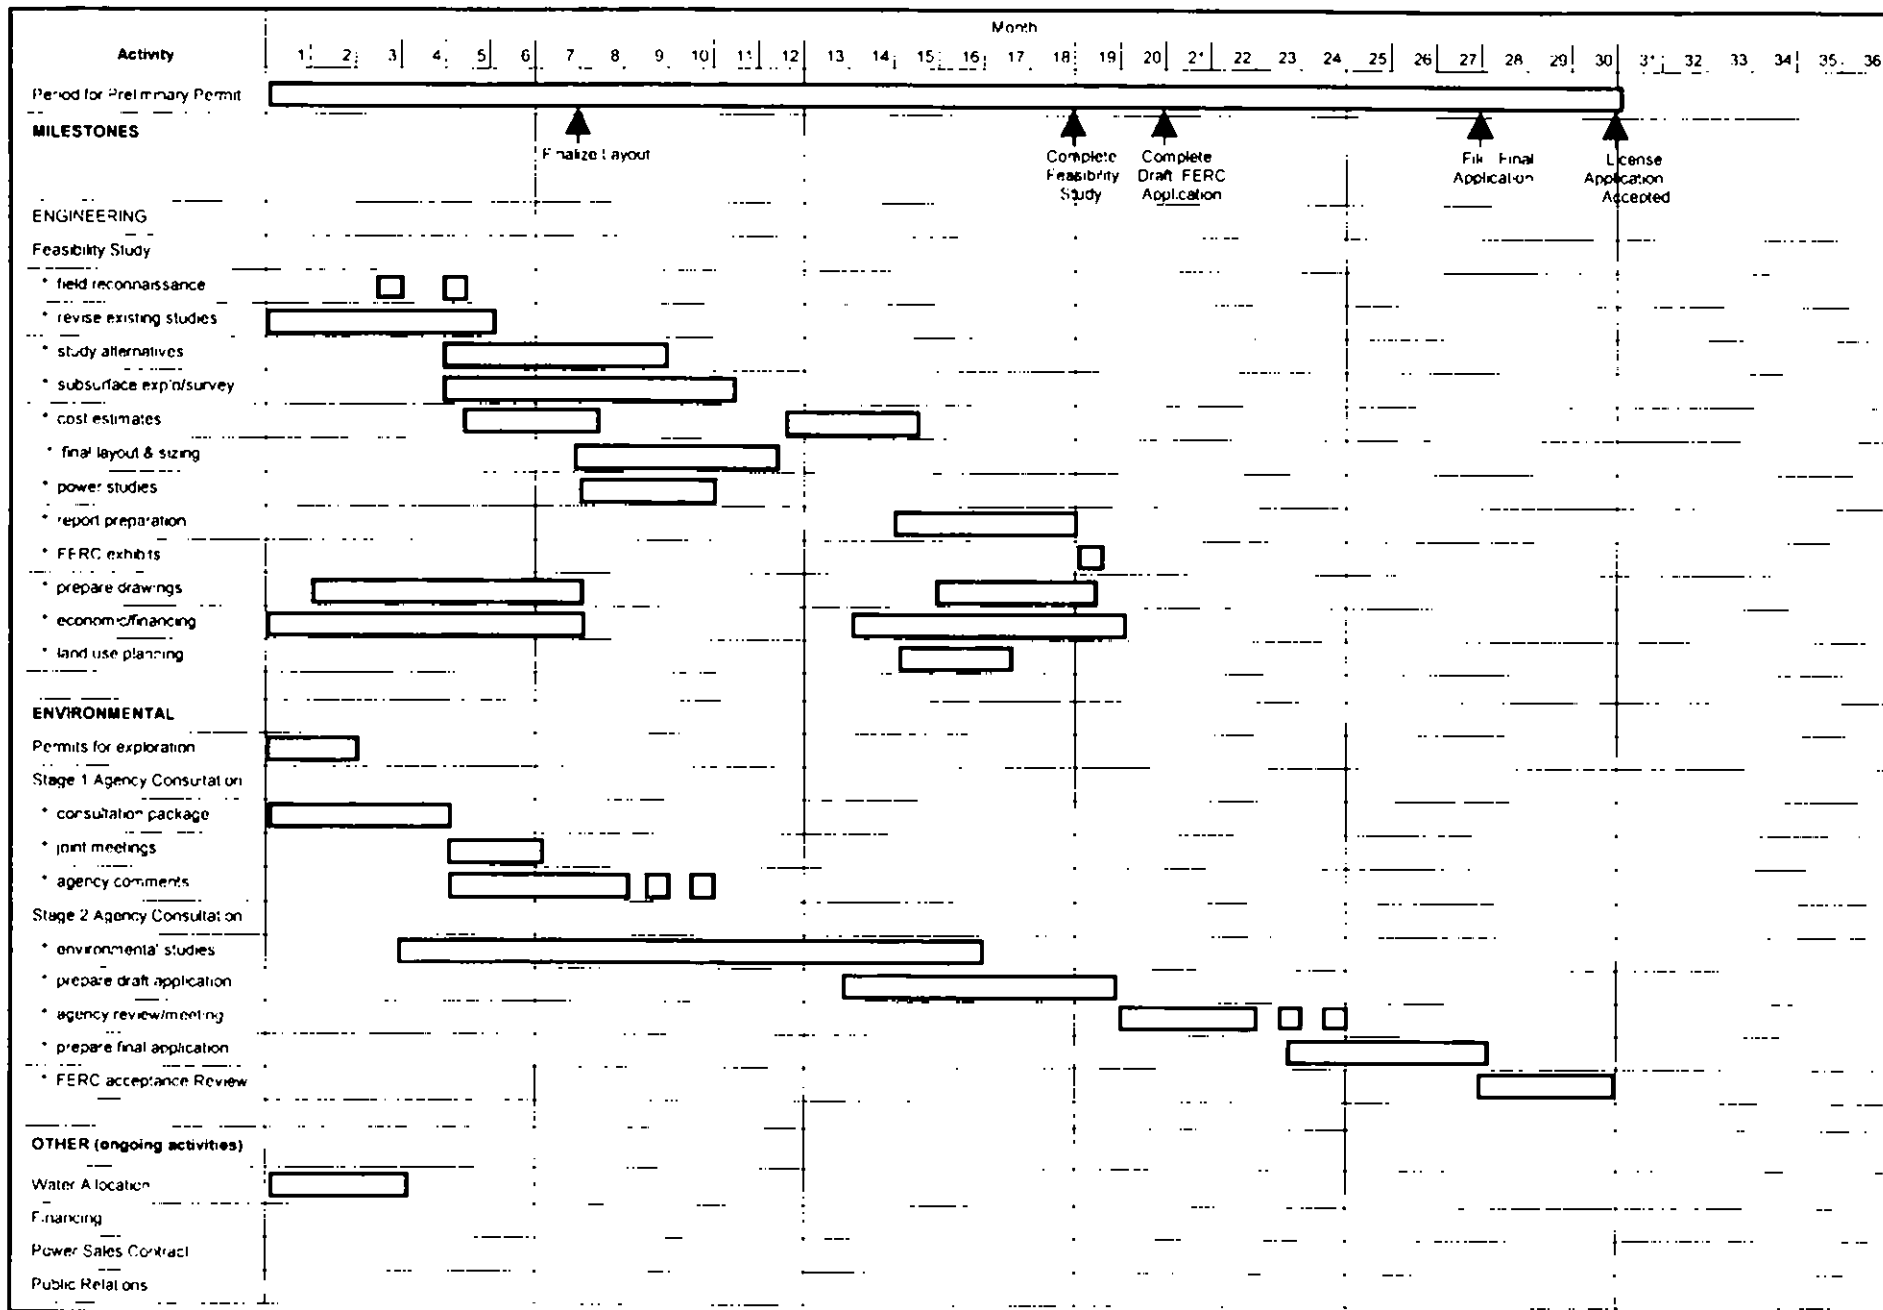 Month
Activity 1 2 3 4 5 6 7 8 9 10 11 12 13 14 15 16 17 18 19 20 21 22 23 24 25 26 27 28 29 30 31 32 33 34 35 36
Period for Preliminary Permit
MILESTONES
Finalize Layout
Complete Feasibility Study
Complete Draft FERC Application
File Final Application
License Application Accepted
ENGINEERING
Feasibility Study
* field reconnaissance
* revise existing studies
* study alternatives
* subsurface expln/survey
* cost estimates
* final layout & sizing
* power studies
* report preparation
* FERC exhibits
* prepare drawings
* economic/financing
* land use planning
ENVIRONMENTAL
Permits for exploration
Stage 1 Agency Consultation
* consultation package
* joint meetings
* agency comments
Stage 2 Agency Consultation
* environmental studies
* prepare draft application
* agency review/meeting
* prepare final application
* FERC acceptance Review
OTHER (ongoing activities)
Water Allocation
Financing
Power Sales Contract
Public Relations